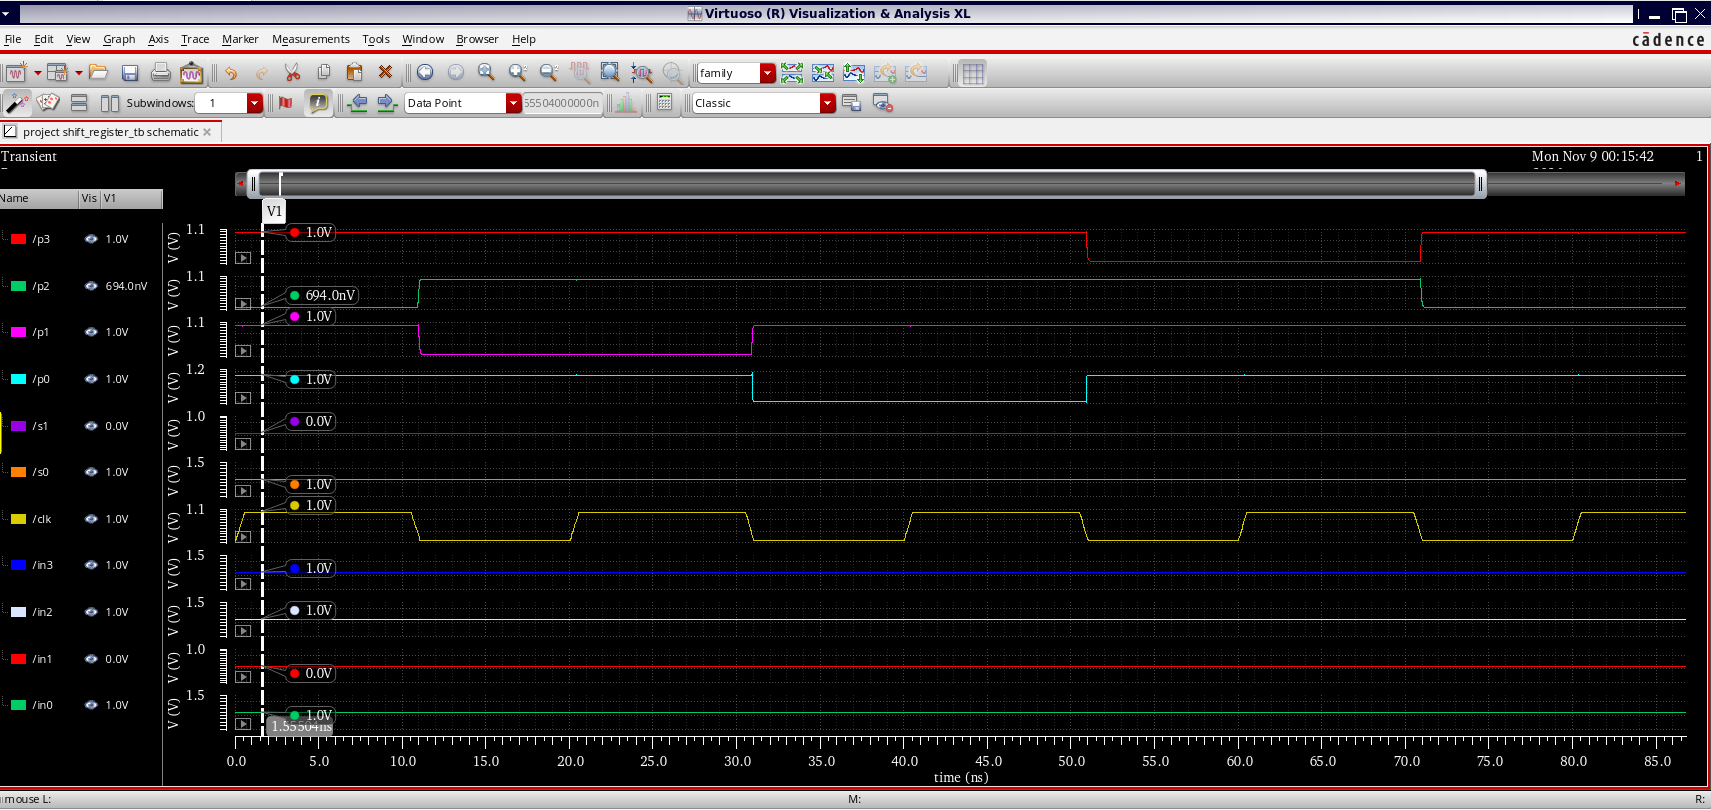 Virtuoso (R) Visualization & Analysis XL
File Edit View Graph Axis Trace Marker Measurements Tools Window Browser Help
cādence
family
Subwindows: 1 Data Point 55504000000n Classic
project shift_register_tb schematic
Transient Mon Nov 9 00:15:42 1
Name Vis V1
V1
/p3 1.0V 1.1 V (V) 1.0V
/p2 694.0nV 1.1 V (V) 694.0nV
/p1 1.0V 1.1 V (V) 1.0V
/p0 1.0V 1.2 V (V) 1.0V
/s1 0.0V 1.0 V (V) 0.0V
/s0 1.0V 1.5 V (V) 1.0V
/clk 1.0V 1.1 V (V) 1.0V
/in3 1.0V 1.5 V (V) 1.0V
/in2 1.0V 1.5 V (V) 1.0V
/in1 0.0V 1.0 V (V) 0.0V
/in0 1.0V 1.5 V (V) 1.0V
1.55504ns
0.0 5.0 10.0 15.0 20.0 25.0 30.0 35.0 40.0 45.0 50.0 55.0 60.0 65.0 70.0 75.0 80.0 85.0
time (ns)
mouse L: M: R: